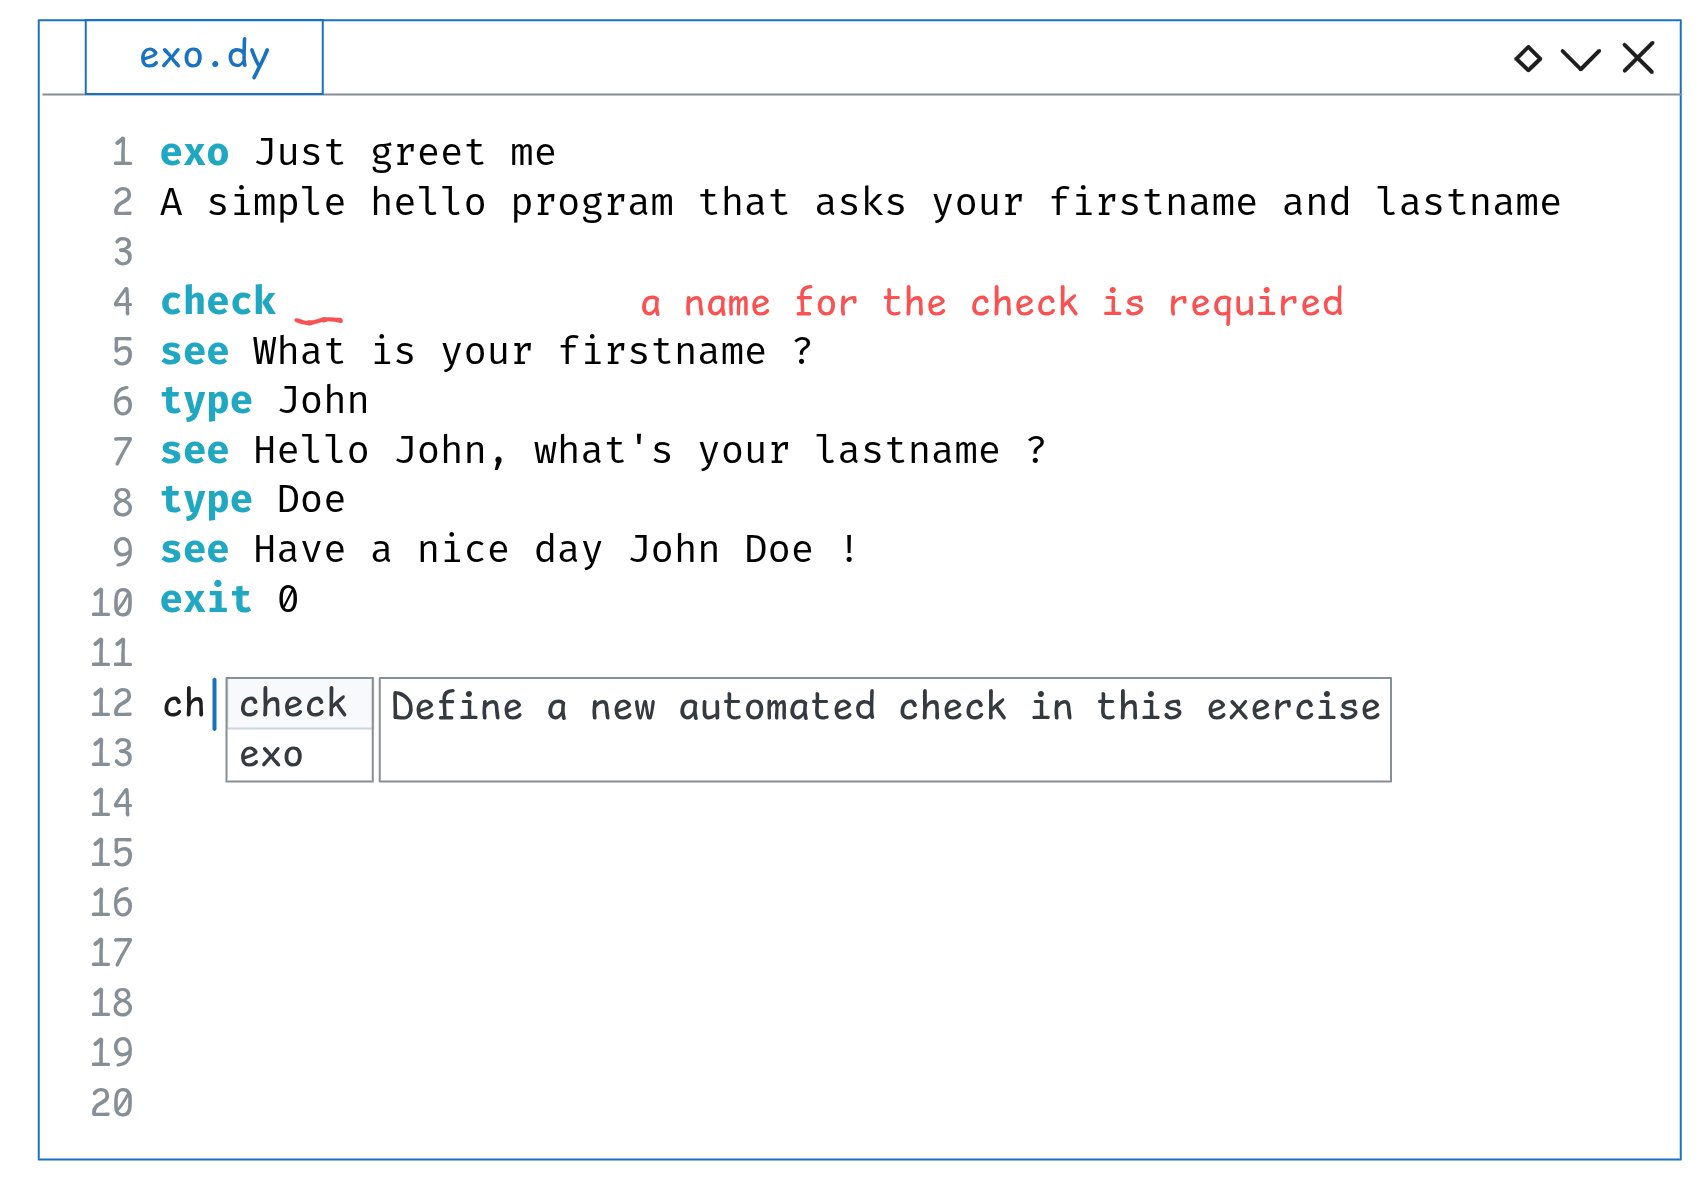 exo.dy
1 exo Just greet me
2 A simple hello program that asks your firstname and lastname
3
4 check a name for the check is required
5 see What is your firstname ?
6 type John
7 see Hello John, what's your lastname ?
8 type Doe
9 see Have a nice day John Doe !
10 exit 0
11
12 ch check Define a new automated check in this exercise
13 exo
14
15
16
17
18
19
20